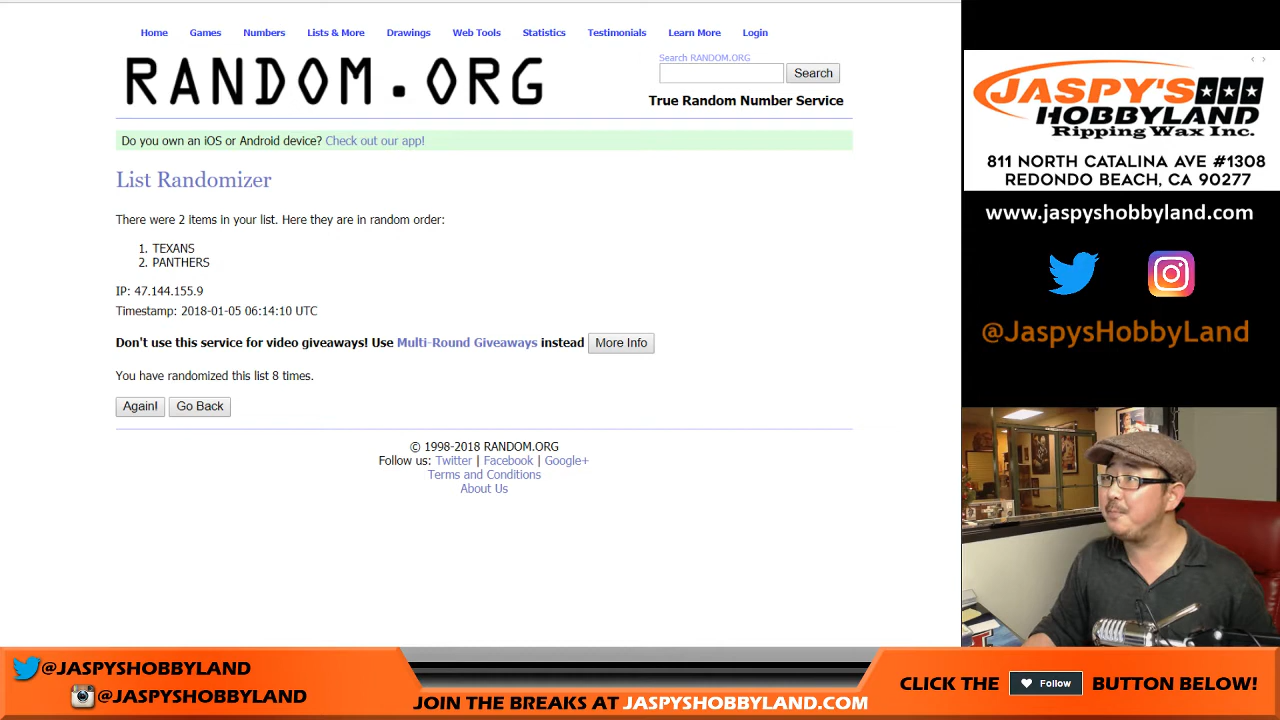 Home Games Numbers Lists & More Drawings Web Tools Statistics Testimonials Learn More Login
RANDOM.ORG
Search RANDOM.ORG
Search
True Random Number Service
Do you own an iOS or Android device? Check out our app!
List Randomizer
There were 2 items in your list. Here they are in random order:
1. TEXANS
2. PANTHERS
IP: 47.144.155.9
Timestamp: 2018-01-05 06:14:10 UTC
Don't use this service for video giveaways! Use Multi-Round Giveaways instead More Info
You have randomized this list 8 times.
Again! Go Back
© 1998-2018 RANDOM.ORG
Follow us: Twitter | Facebook | Google+
Terms and Conditions
About Us
JASPY'S
HOBBYLAND
Ripping Wax Inc.
811 NORTH CATALINA AVE #1308
REDONDO BEACH, CA 90277
www.jaspyshobbyland.com
@JaspysHobbyLand
@JASPYSHOBBYLAND
@JASPYSHOBBYLAND
JOIN THE BREAKS AT JASPYSHOBBYLAND.COM
CLICK THE Follow BUTTON BELOW!